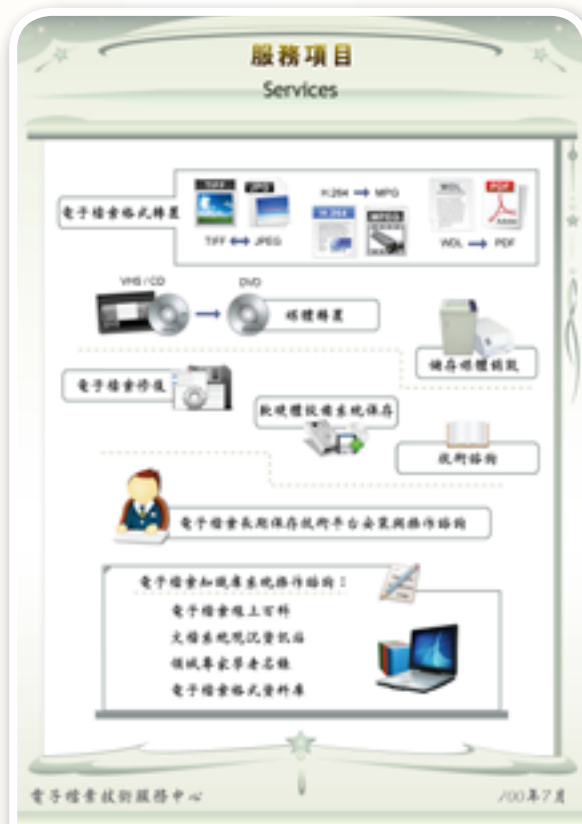 服務項目
Services
電子檔案格式轉置
TIFF
JPG
TIFF ↔ JPEG
H.264 → MPG
H.264
MPEG
WDL
PDF
WDL → PDF
VHS / CD
DVD
媒體轉置
儲存媒體銷毀
電子檔案修復
軟硬體設備系統保存
技術諮詢
電子檔案長期保存技術平台安裝與操作諮詢
電子檔案知識庫系統操作諮詢：
電子檔案線上百科
文檔系統現況資訊站
領域專家學者名錄
電子檔案格式資料庫
電子檔案技術服務中心
100年7月